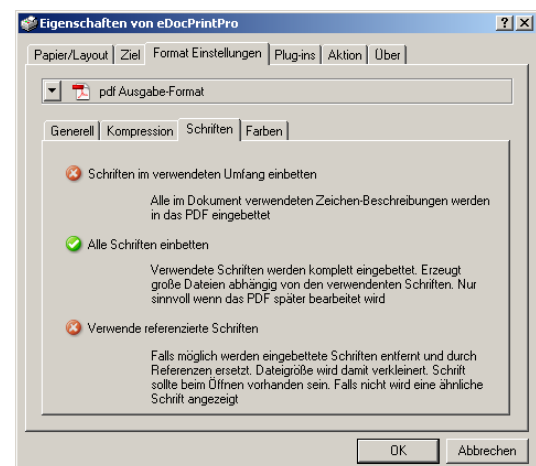 Eigenschaften von eDocPrintPro
Papier/Layout Ziel Format Einstellungen Plug-ins Aktion Über
pdf Ausgabe-Format
Generell Kompression Schriften Farben
Schriften im verwendeten Umfang einbetten
Alle im Dokument verwendeten Zeichen-Beschreibungen werden
in das PDF eingebettet
Alle Schriften einbetten
Verwendete Schriften werden komplett eingebettet. Erzeugt
große Dateien abhängig von den verwendenten Schriften. Nur
sinnvoll wenn das PDF später bearbeitet wird
Verwende referenzierte Schriften
Falls möglich werden eingebettete Schriften entfernt und durch
Referenzen ersetzt. Dateigröße wird damit verkleinert. Schrift
sollte beim Öffnen vorhanden sein. Falls nicht wird eine ähnliche
Schrift angezeigt
OK Abbrechen